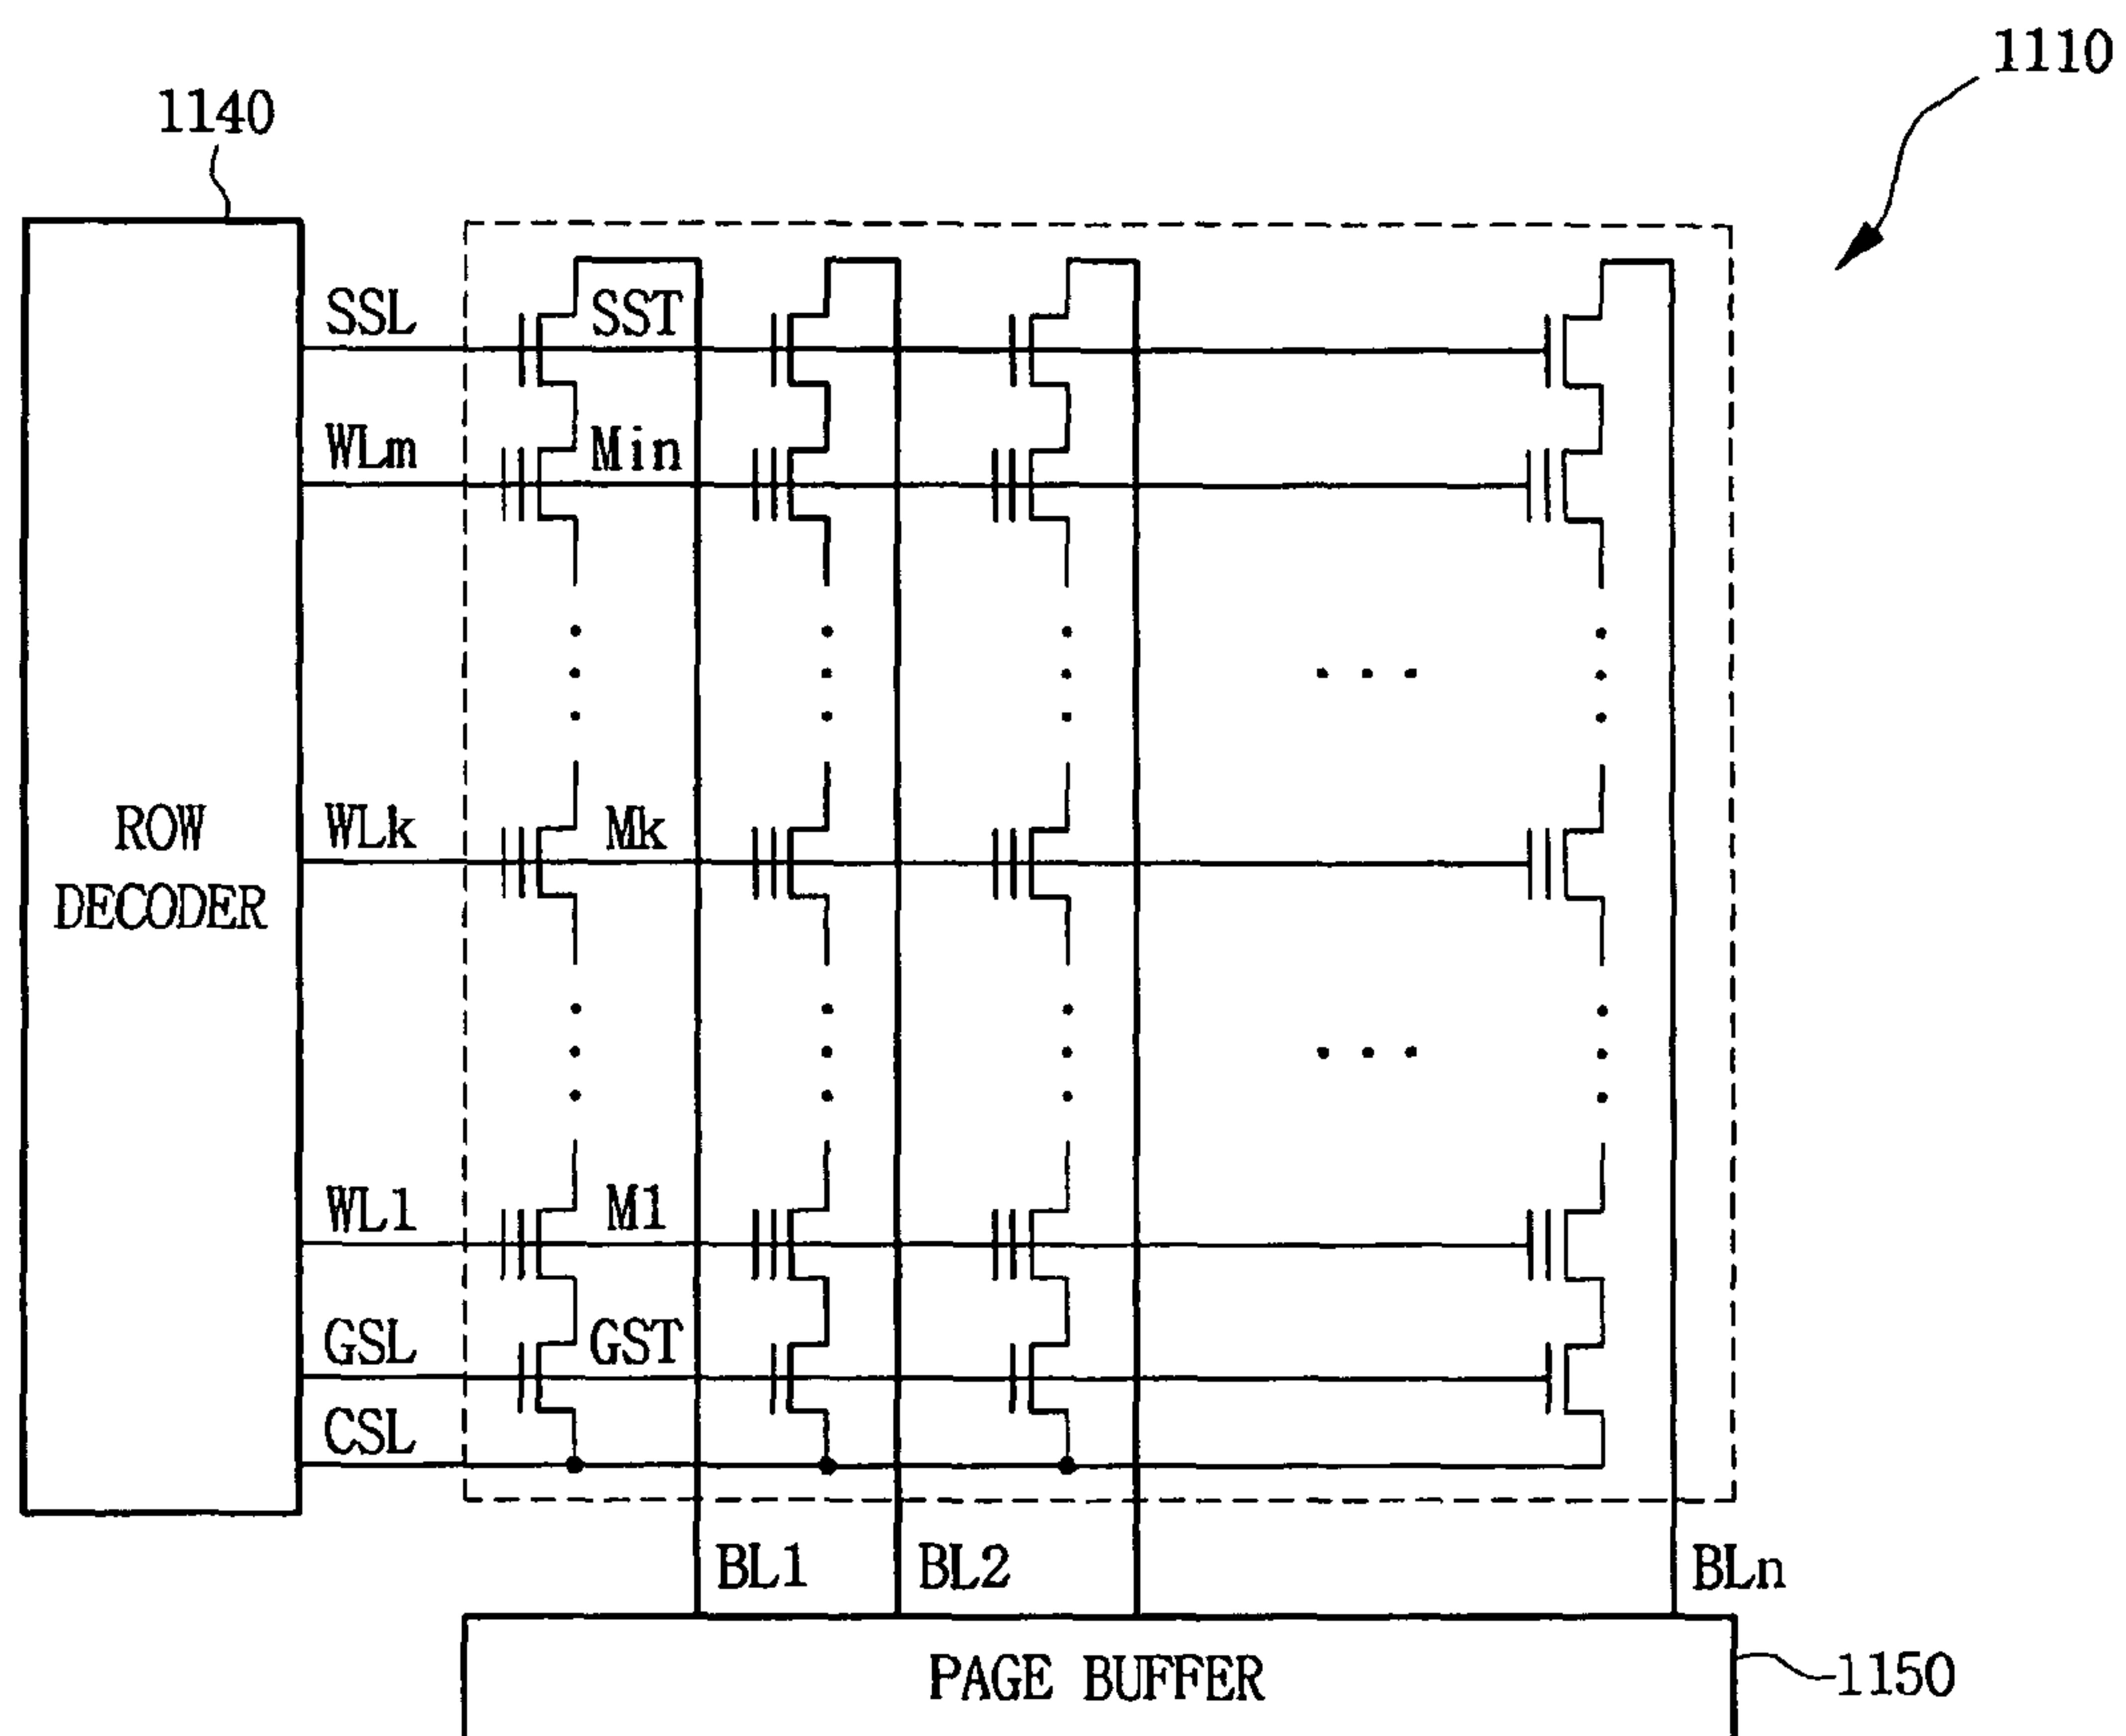 1110
1140
SSL SST
WLm Min
WLk Mk
ROW
DECODER
WL1 M1
GSL GST
CSL
BL1 BL2 BLn
PAGE BUFFER
1150